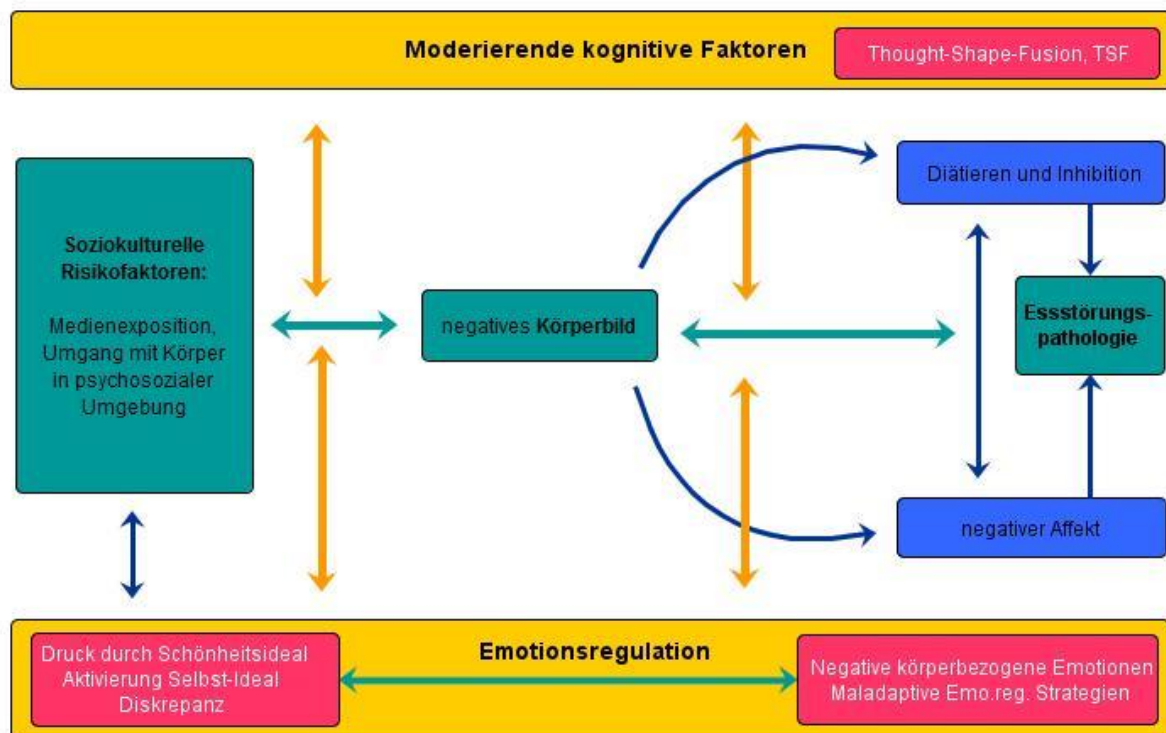 Moderierende kognitive Faktoren
Thought-Shape-Fusion, TSF
Soziokulturelle
Risikofaktoren:
Medienexposition,
Umgang mit Körper
in psychosozialer
Umgebung
negatives Körperbild
Diätieren und Inhibition
Essstörungs-
pathologie
negativer Affekt
Emotionsregulation
Druck durch Schönheitsideal
Aktivierung Selbst-Ideal
Diskrepanz
Negative körperbezogene Emotionen
Maladaptive Emo.reg. Strategien